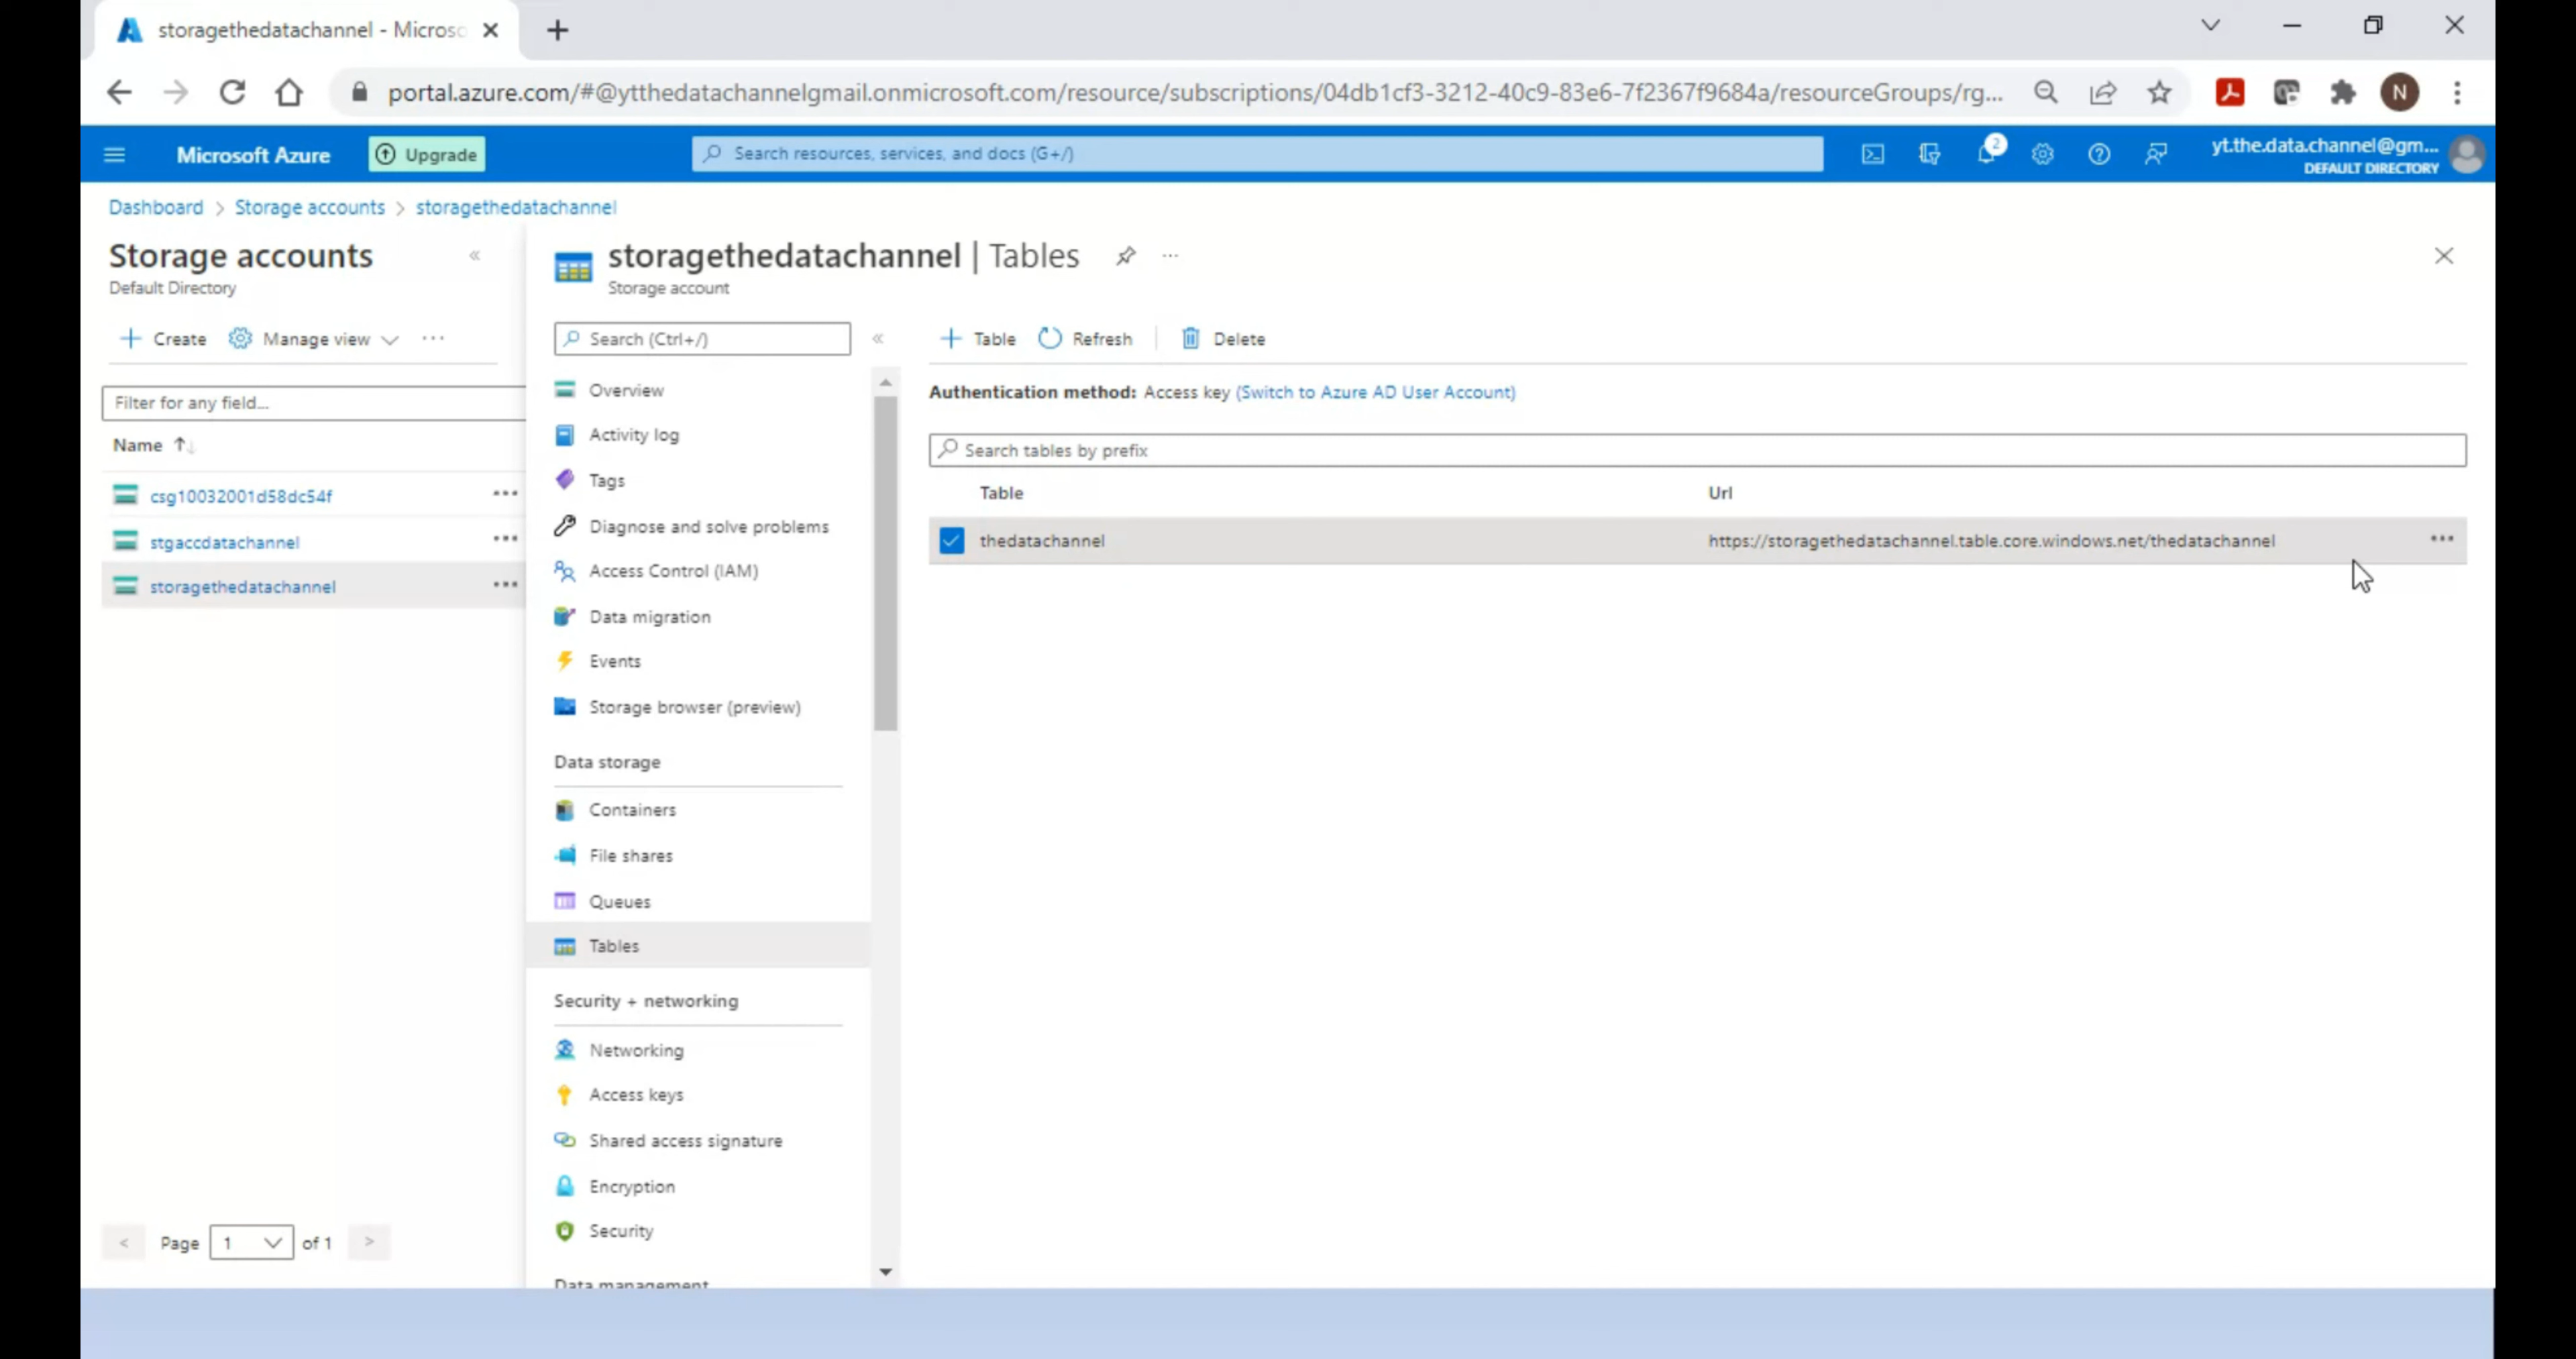 storagethedatachannel - Microso
portal.azure.com/#@ytthedatachannelgmail.onmicrosoft.com/resource/subscriptions/04db1cf3-3212-40c9-83e6-7f2367f9684a/resourceGroups/rg...
N
Microsoft Azure
Upgrade
Search resources, services, and docs (G+/)
2
yt.the.data.channel@gm...
DEFAULT DIRECTORY
Dashboard > Storage accounts > storagethedatachannel
Storage accounts
Default Directory
+ Create
Manage view
...
Filter for any field...
Name
csg10032001d58dc54f
stgaccdatachannel
storagethedatachannel
< Page 1 of 1 >
storagethedatachannel | Tables
Storage account
Search (Ctrl+/)
Overview
Activity log
Tags
Diagnose and solve problems
Access Control (IAM)
Data migration
Events
Storage browser (preview)
Data storage
Containers
File shares
Queues
Tables
Security + networking
Networking
Access keys
Shared access signature
Encryption
Security
Data management
+ Table
Refresh
Delete
Authentication method: Access key (Switch to Azure AD User Account)
Search tables by prefix
Table Url
thedatachannel https://storagethedatachannel.table.core.windows.net/thedatachannel